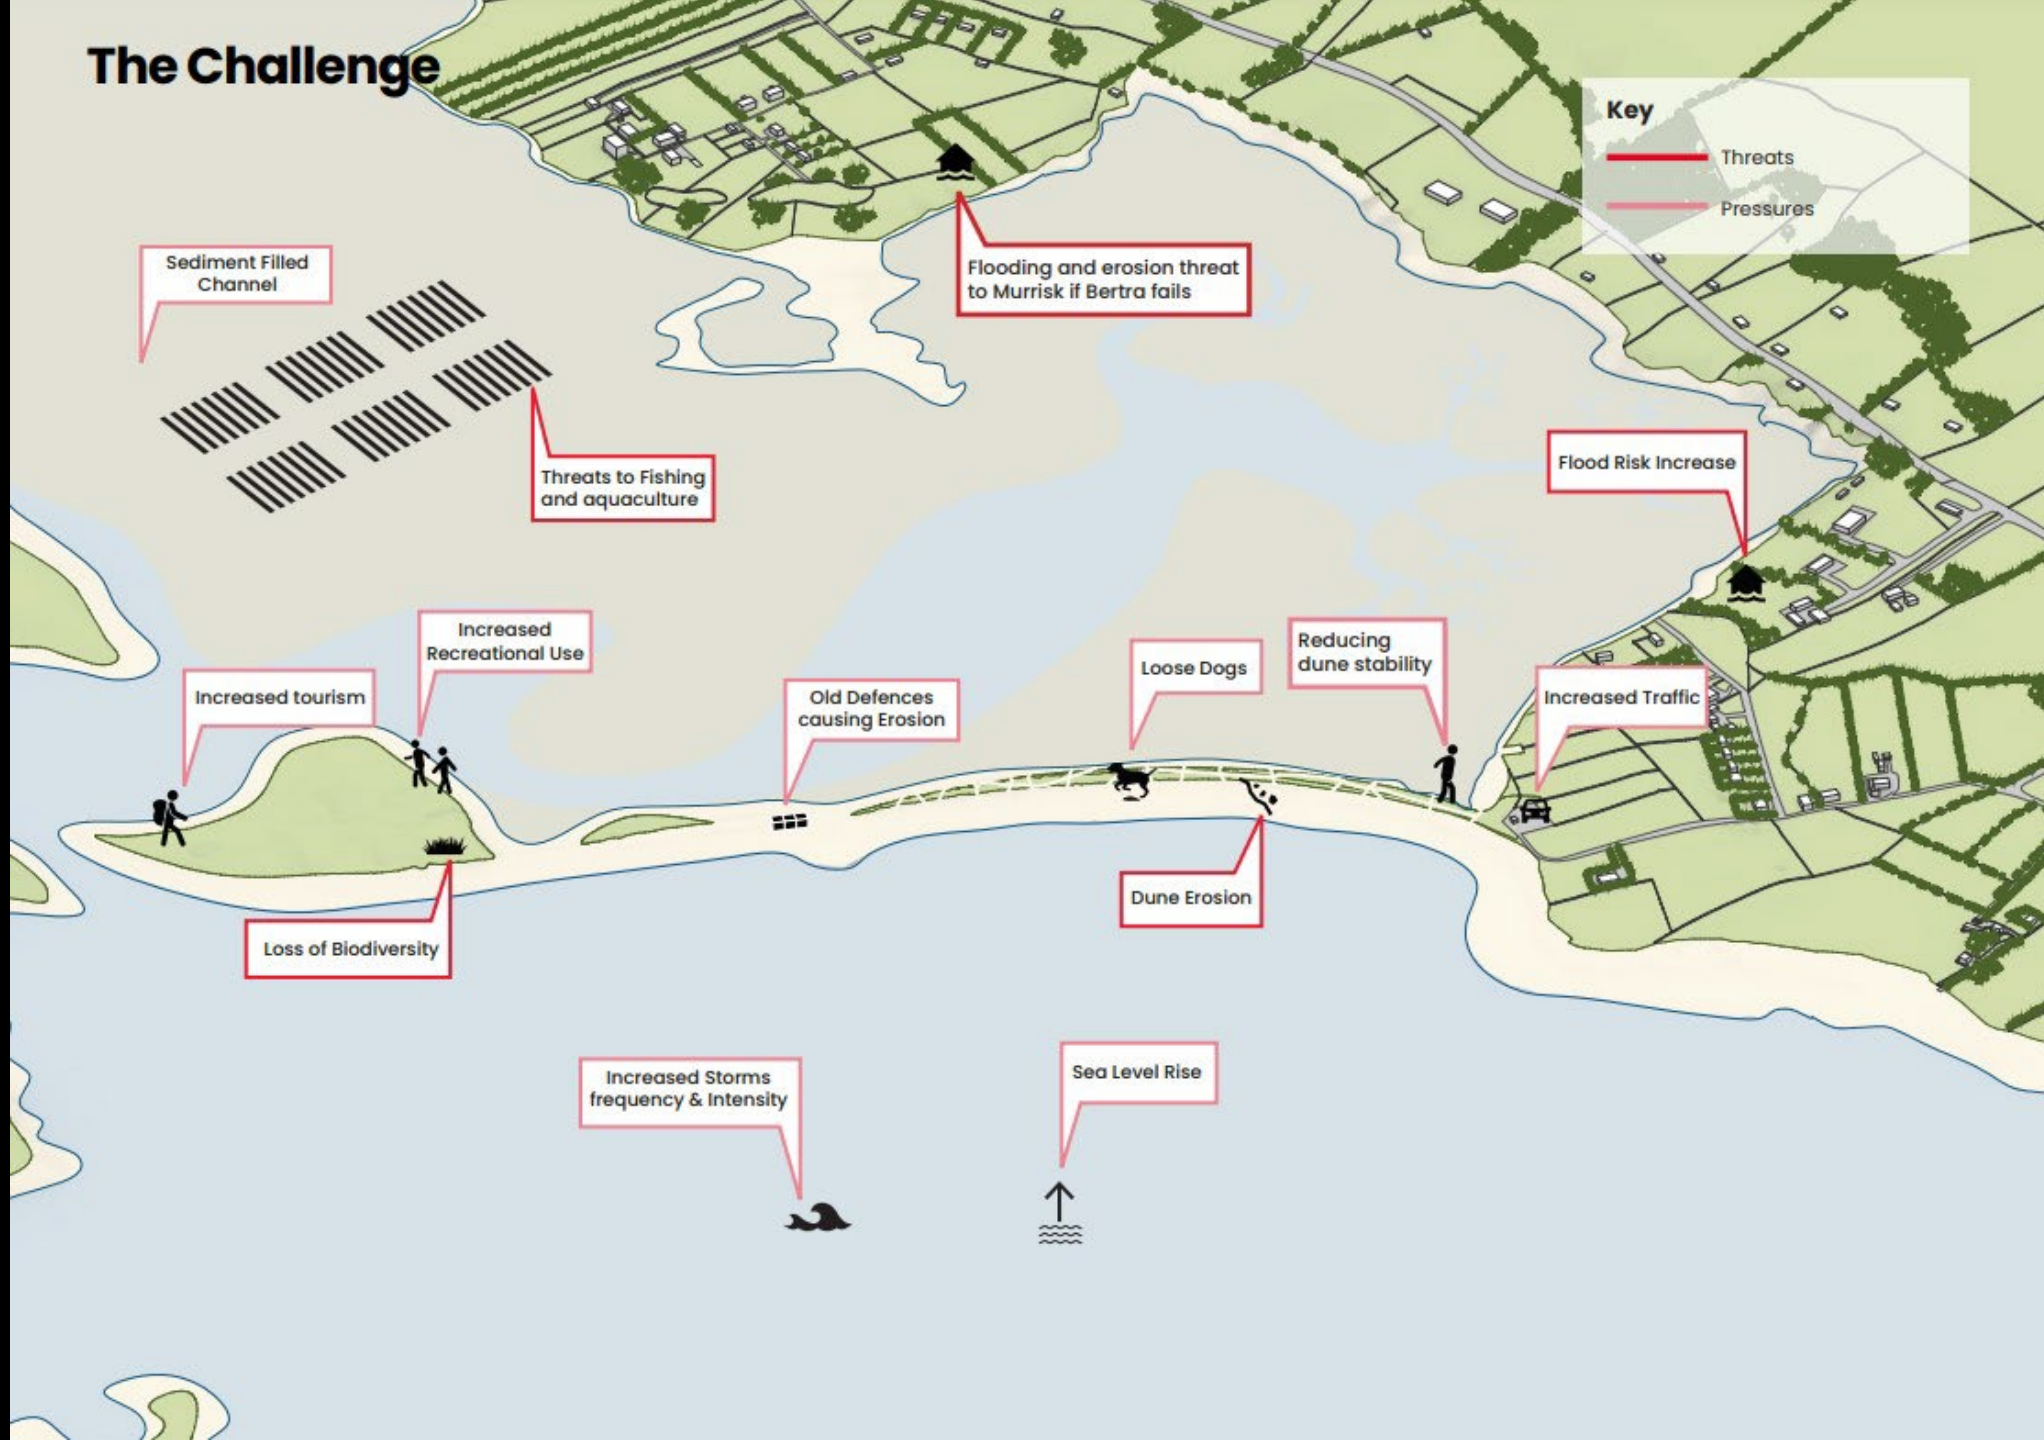 The Challenge
Key
Threats
Pressures
Sediment Filled
Channel
Flooding and erosion threat
to Murrisk if Bertra fails
Threats to Fishing
and aquaculture
Flood Risk Increase
Increased
Recreational Use
Increased tourism
Old Defences
causing Erosion
Loose Dogs
Reducing
dune stability
Increased Traffic
Dune Erosion
Loss of Biodiversity
Increased Storms
frequency & Intensity
Sea Level Rise